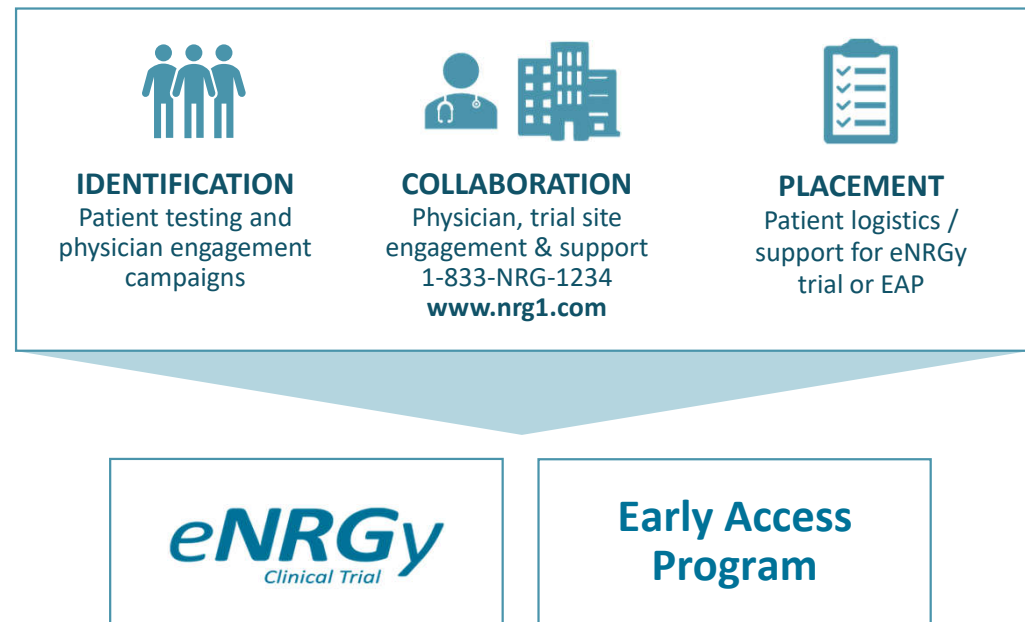 IDENTIFICATION
Patient testing and
physician engagement
campaigns
COLLABORATION
Physician, trial site
engagement & support
1-833-NRG-1234
www.nrg1.com
PLACEMENT
Patient logistics /
support for eNRGy
trial or EAP
eNRGy
Clinical Trial
Early Access
Program